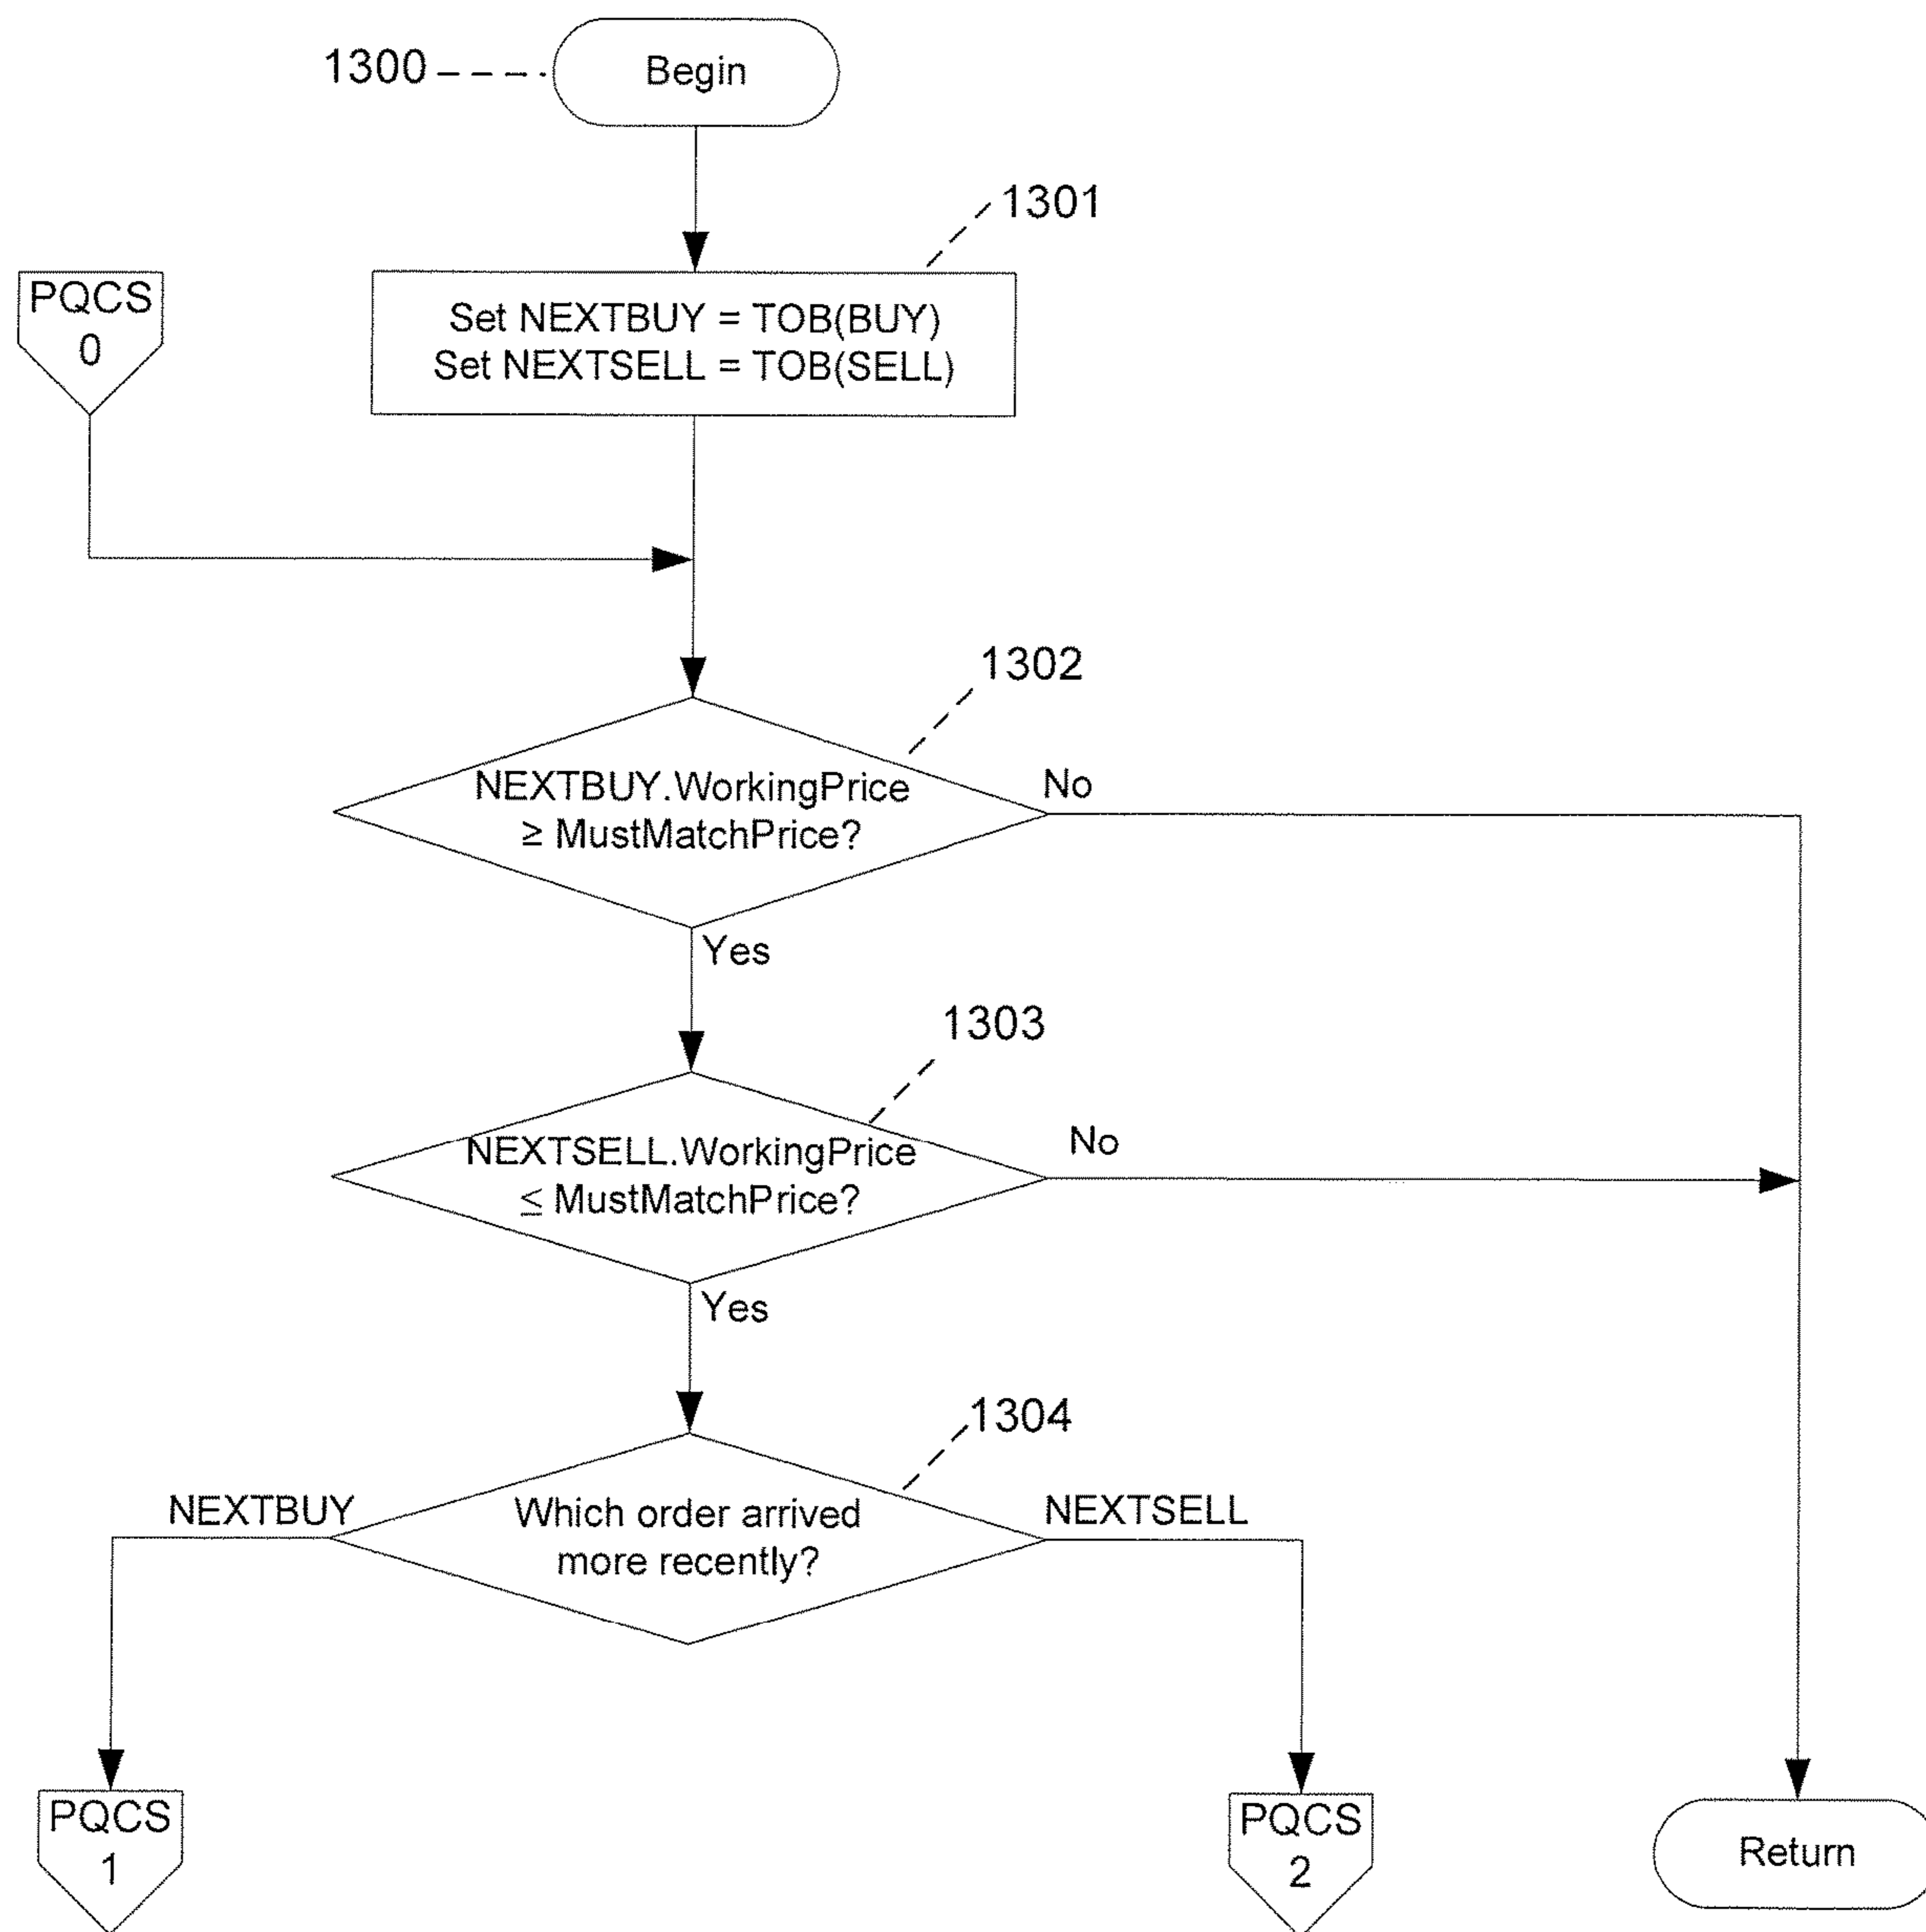 1300
Begin
1301
PQCS
0
Set NEXTBUY = TOB(BUY)
Set NEXTSELL = TOB(SELL)
1302
NEXTBUY.WorkingPrice
≥ MustMatchPrice?
No
Yes
1303
NEXTSELL.WorkingPrice
≤ MustMatchPrice?
No
Yes
1304
NEXTBUY
Which order arrived
more recently?
NEXTSELL
PQCS
1
PQCS
2
Return